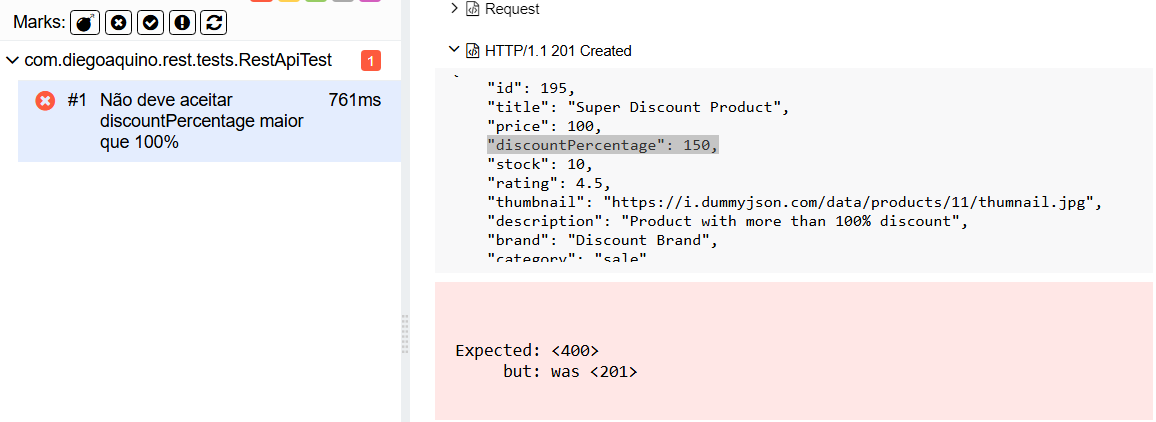 Marks:
com.diegoaquino.rest.tests.RestApiTest 1
#1 Não deve aceitar 761ms
discountPercentage maior
que 100%
Request
HTTP/1.1 201 Created
"id": 195,
"title": "Super Discount Product",
"price": 100,
"discountPercentage": 150,
"stock": 10,
"rating": 4.5,
"thumbnail": "https://i.dummyjson.com/data/products/11/thumnail.jpg",
"description": "Product with more than 100% discount",
"brand": "Discount Brand",
"category": "sale"
Expected: <400>
but: was <201>